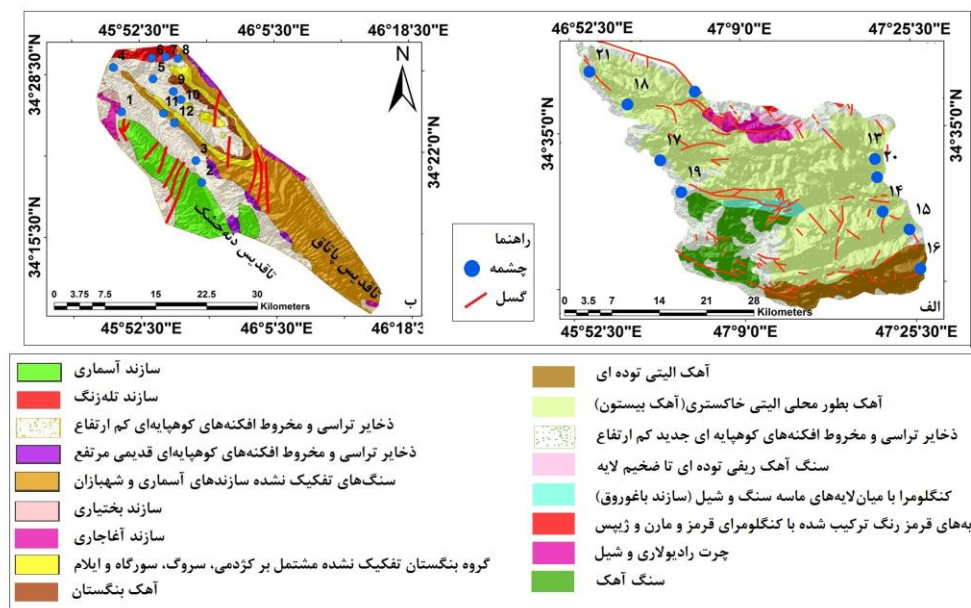 45°52'30"E 46°5'30"E 46°18'30"E
34°28'30"N
34°15'30"N
34°22'0"N
N
4
6
7
8
5
9
10
1
11
12
3
2
تاقدیس دنه‌خشک
تاقدیس پاتاق
0 3.75 7.5 15 22.5 30
Kilometers
ب
45°52'30"E 46°5'30"E 46°18'30"E
راهنما
چشمه
گسل
46°52'30"E 47°9'0"E 47°25'30"E
34°35'0"N
34°35'0"N
۲۱
۱۸
۱۷
۱۹
۱۳
۲۰
۱۴
۱۵
۱۶
0 3.5 7 14 21 28
Kilometers
الف
45°52'30"E 47°9'0"E 47°25'30"E
سازند آسماری
سازند تله‌زنگ
ذخایر تراسی و مخروط افکنه‌های کوهپایه‌ای کم ارتفاع
ذخایر تراسی و مخروط افکنه‌های کوهپایه‌ای قدیمی مرتفع
سنگ‌های تفکیک نشده سازندهای آسماری و شهبازان
سازند بختیاری
سازند آغاجاری
گروه بنگستان تفکیک نشده مشتمل بر کژدمی، سروگ، سورگاه و ایلام
آهک بنگستان
آهک الیتی توده ای
آهک بطور محلی الیتی خاکستری(آهک بیستون)
ذخایر تراسی و مخروط افکنه‌های کوهپایه ای جدید کم ارتفاع
سنگ آهک ریفی توده ای تا ضخیم لایه
کنگلومرا با میان‌لایه‌های ماسه سنگ و شیل (سازند باغوروق)
یه‌های قرمز رنگ ترکیب شده با کنگلومرای قرمز و مارن و ژیپس
چرت رادیولاری و شیل
سنگ آهک